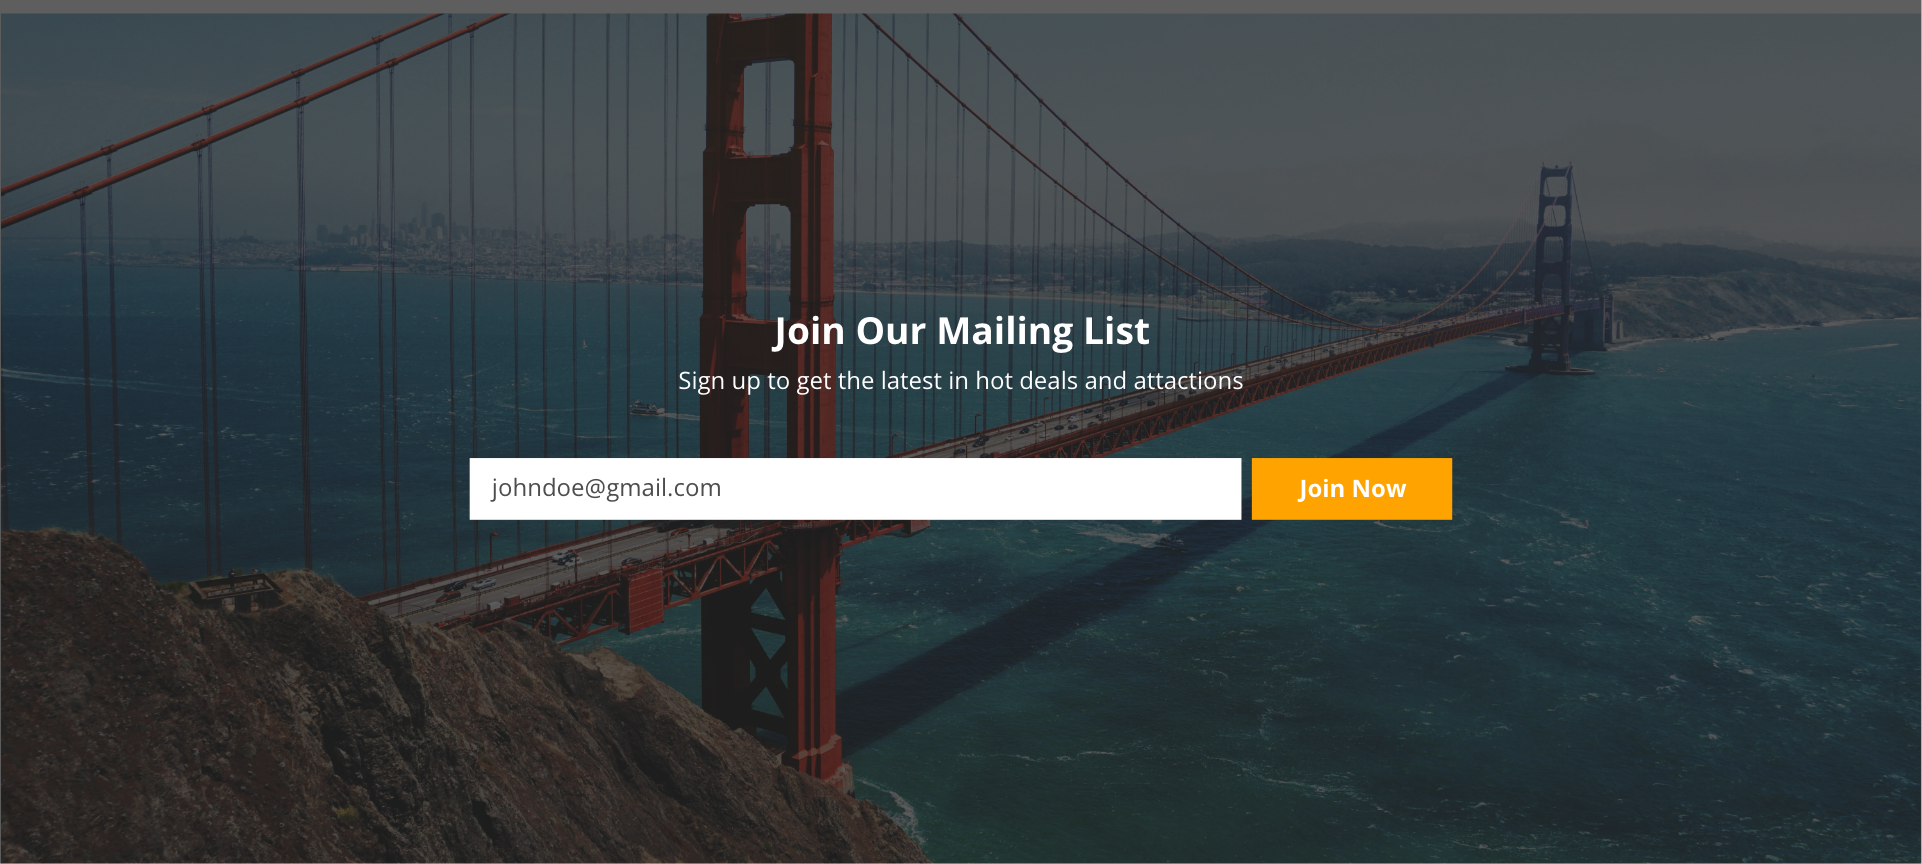 Join Our Mailing List
Sign up to get the latest in hot deals and attactions
johndoe@gmail.com
Join Now